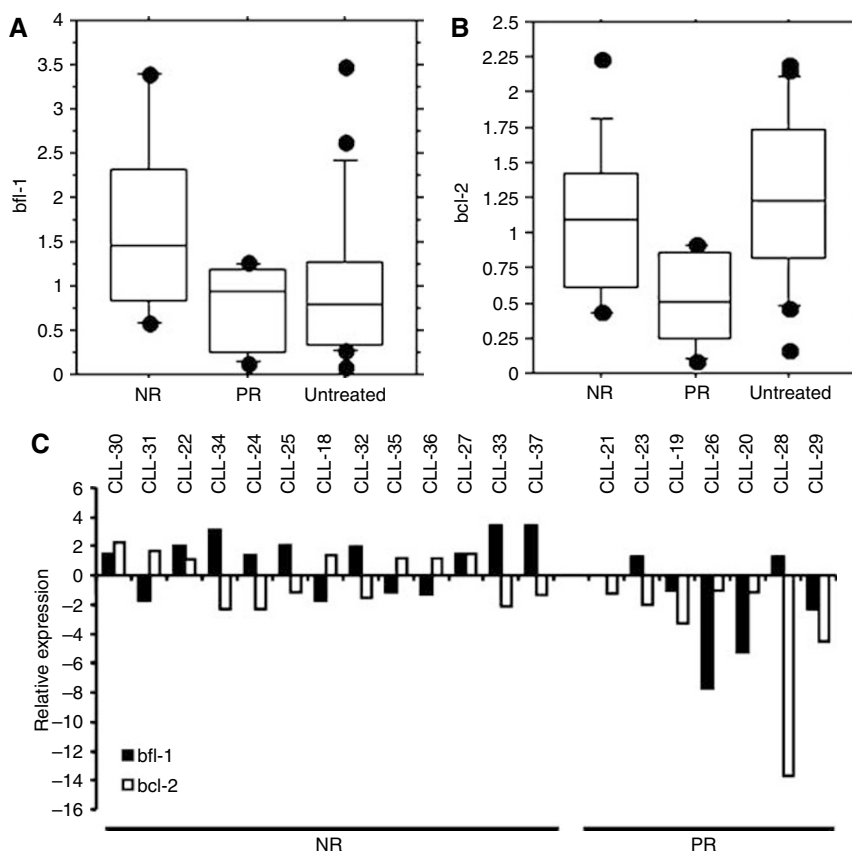 A
4
3.5
3
2.5
2
1.5
1
0.5
0
bfl-1
NR PR Untreated
B
2.5
2.25
2
1.75
1.5
1.25
1
0.75
0.5
0.25
0
bcl-2
NR PR Untreated
C
CLL-30 CLL-31 CLL-22 CLL-34 CLL-24 CLL-25 CLL-18 CLL-32 CLL-35 CLL-36 CLL-27 CLL-33 CLL-37 CLL-21 CLL-23 CLL-19 CLL-26 CLL-20 CLL-28 CLL-29
6
4
2
0
−2
−4
−6
−8
−10
−12
−14
−16
Relative expression
bfl-1
bcl-2
NR PR